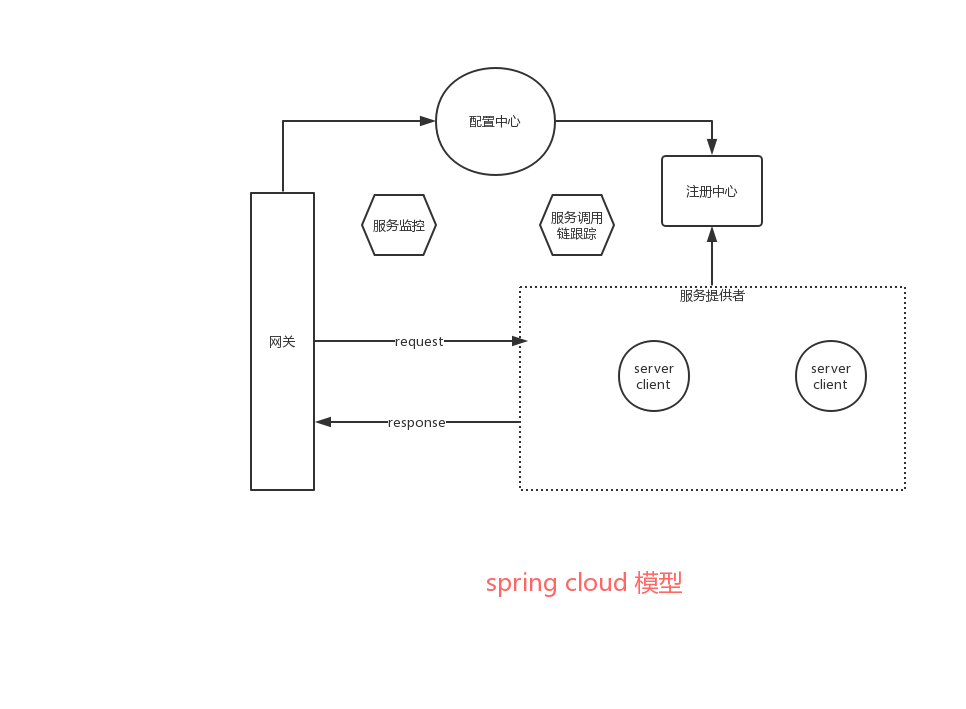 配置中心
注册中心
服务监控
服务调用
链跟踪
服务提供者
网关
request
server
client
server
client
response
spring cloud 模型